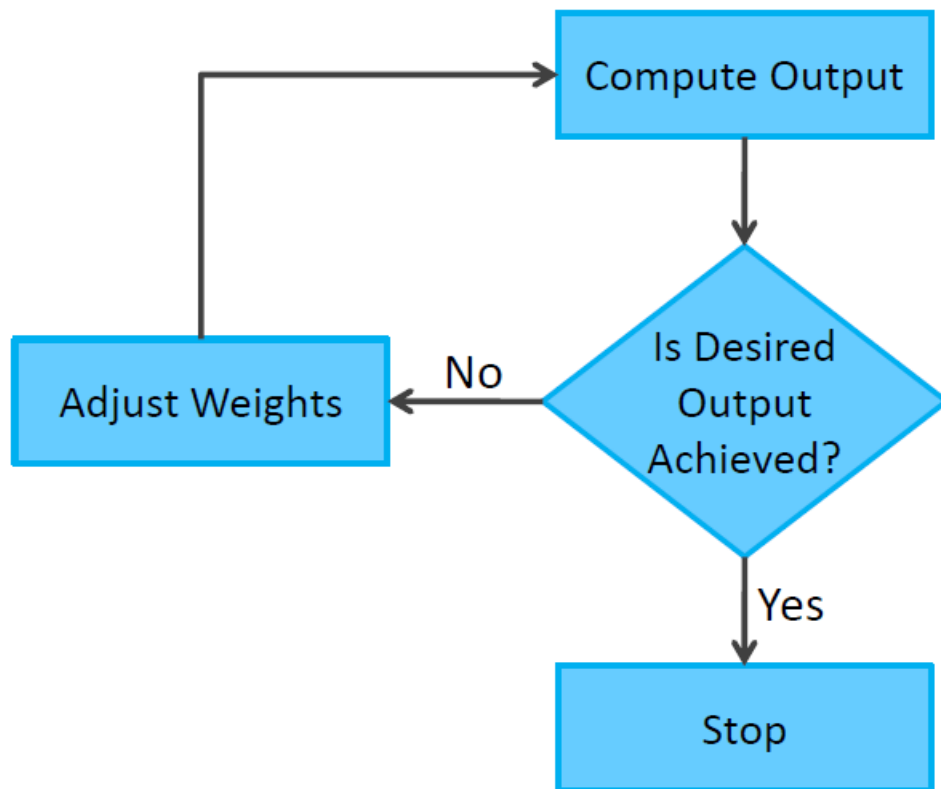 Compute Output
Is Desired
Output
Achieved?
No
Adjust Weights
Yes
Stop